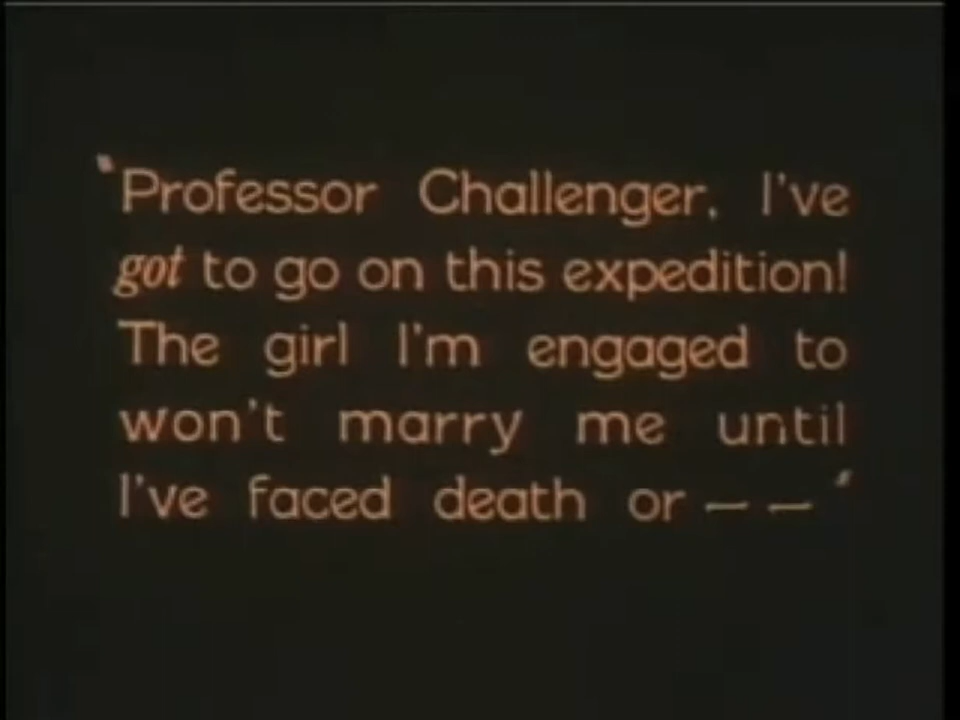 "Professor Challenger, I've
got to go on this expedition!
The girl I'm engaged to
won't marry me until
I've faced death or — — "